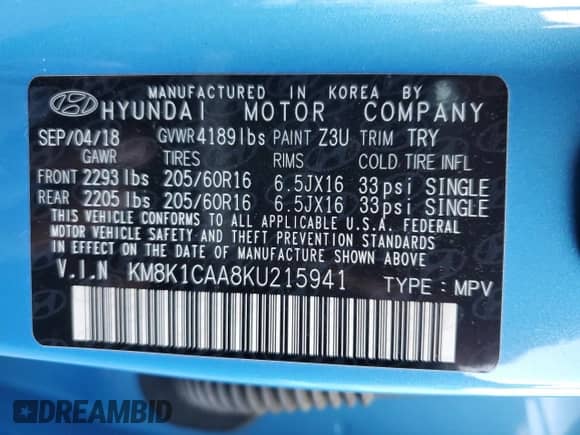 MANUFACTURED IN KOREA BY
HYUNDAI MOTOR COMPANY
SEP/04/18 GVWR 4189lbs PAINT Z3U TRIM TRY
GAWR TIRES RIMS COLD TIRE INFL
FRONT 2293lbs 205/60R16 6.5JX16 33psi SINGLE
REAR 2205lbs 205/60R16 6.5JX16 33psi SINGLE
THIS VEHICLE CONFORMS TO ALL APPLICABLE U.S.A. FEDERAL
MOTOR VEHICLE SAFETY AND THEFT PREVENTION STANDARDS
IN EFFECT ON THE DATE OF MANUFACTURE SHOWN ABOVE
V.I.N KM8K1CAA8KU215941 TYPE : MPV
DREAMBID